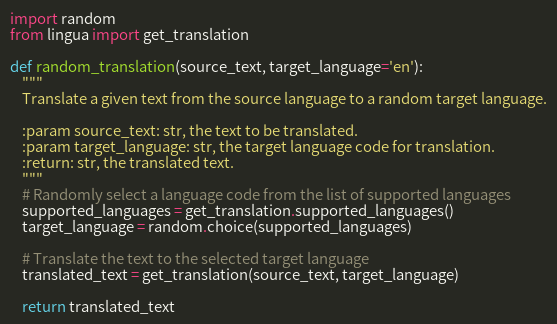 import random
from lingua import get_translation

def random_translation(source_text, target_language='en'):
    """
    Translate a given text from the source language to a random target language.

    :param source_text: str, the text to be translated.
    :param target_language: str, the target language code for translation.
    :return: str, the translated text.
    """
    # Randomly select a language code from the list of supported languages
    supported_languages = get_translation.supported_languages()
    target_language = random.choice(supported_languages)

    # Translate the text to the selected target language
    translated_text = get_translation(source_text, target_language)

    return translated_text